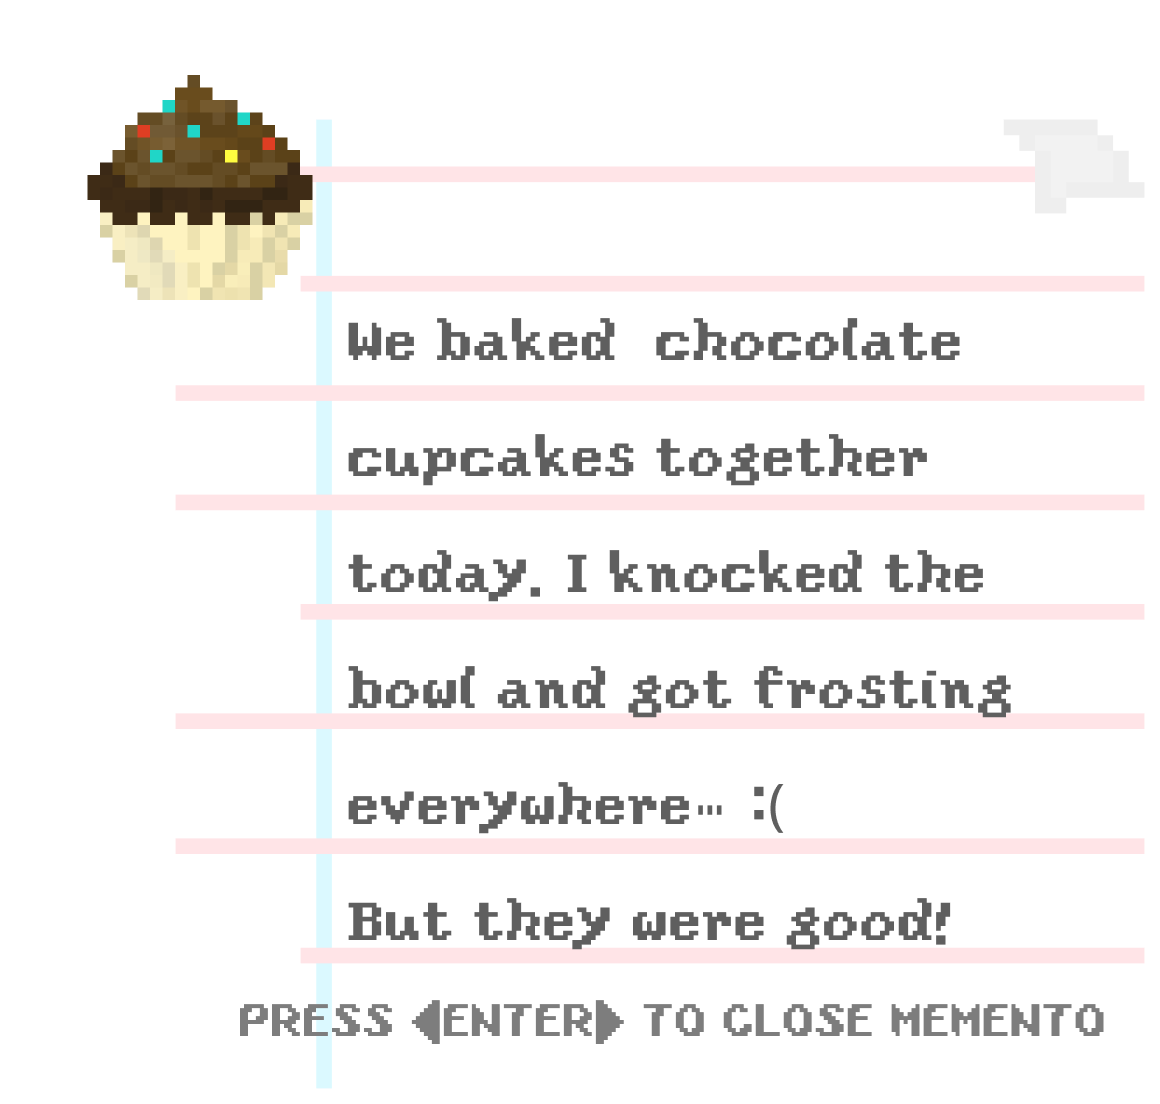 We baked  chocolate
cupcakes together
today. I knocked the
bowl and got frosting
everywhere… :(
But they were good!
PRESS ◀ENTER▶ TO CLOSE MEMENTO